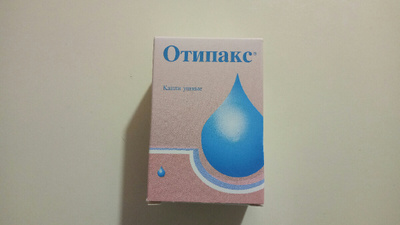 Отипакс®
Капли ушные